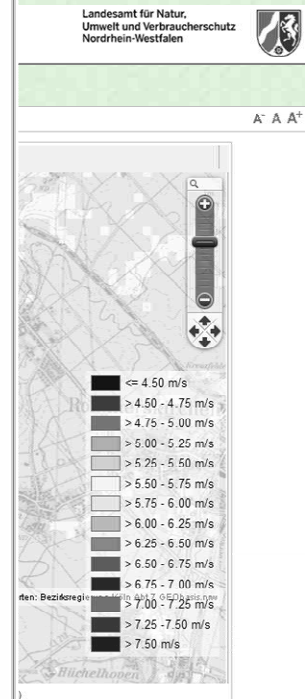 Landesamt für Natur,
Umwelt und Verbraucherschutz
Nordrhein-Westfalen
A- A A+
<= 4.50 m/s
> 4.50 - 4.75 m/s
> 4.75 - 5.00 m/s
> 5.00 - 5.25 m/s
> 5.25 - 5.50 m/s
> 5.50 - 5.75 m/s
> 5.75 - 6.00 m/s
> 6.00 - 6.25 m/s
> 6.25 - 6.50 m/s
> 6.50 - 6.75 m/s
> 6.75 - 7.00 m/s
rten: Bezirksregierung Köln Abt.7 GEObasis.nrw
> 7.00 - 7.25 m/s
> 7.25 -7.50 m/s
> 7.50 m/s
Hüchelhoven
)